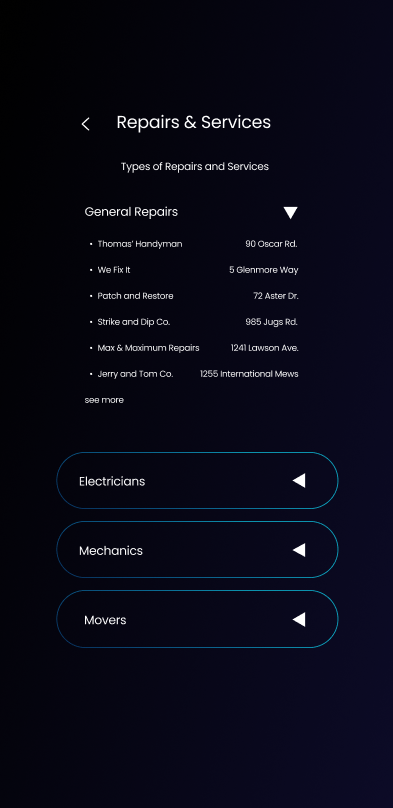 Repairs & Services
Types of Repairs and Services
General Repairs
• Thomas' Handyman 90 Oscar Rd.
• We Fix It 5 Glenmore Way
• Patch and Restore 72 Aster Dr.
• Strike and Dip Co. 985 Jugs Rd.
• Max & Maximum Repairs 1241 Lawson Ave.
• Jerry and Tom Co. 1255 International Mews
see more
Electricians
Mechanics
Movers